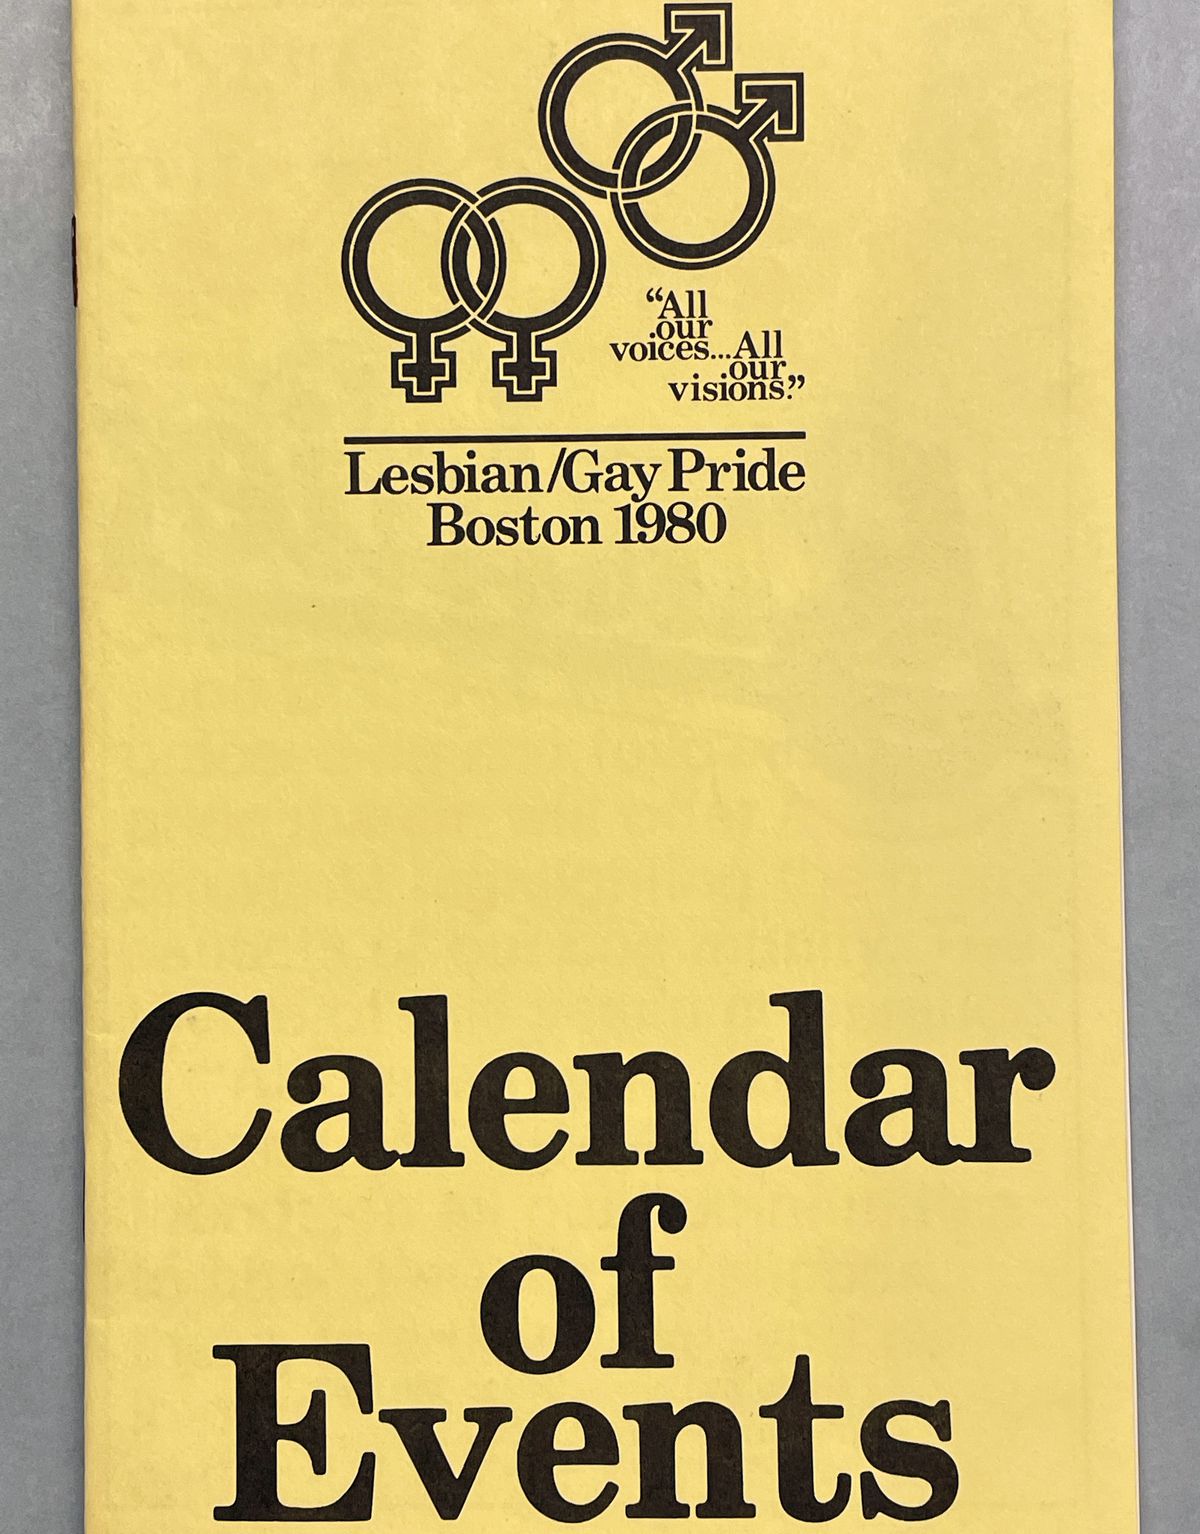 “All
our
voices...All
our
visions.”
Lesbian/Gay Pride
Boston 1980
Calendar
of
Events